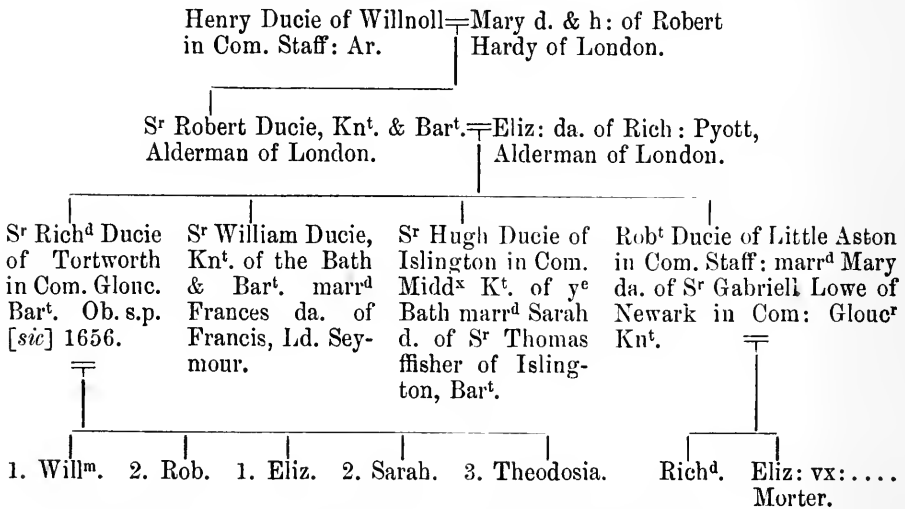 Henry Ducie of Willnoll
in Com. Staff: Ar.
Mary d. & h: of Robert
Hardy of London.
Sʳ Robert Ducie, Knᵗ. & Barᵗ.
Alderman of London.
Eliz: da. of Rich: Pyott,
Alderman of London.
Sʳ Richᵈ Ducie
of Tortworth
in Com. Glouc.
Barᵗ. Ob. s.p.
[sic] 1656.
Sʳ William Ducie,
Knᵗ. of the Bath
& Barᵗ. marrᵈ
Frances da. of
Francis, Ld. Sey-
mour.
Sʳ Hugh Ducie of
Islington in Com.
Middˣ Kᵗ. of yᵉ
Bath marrᵈ Sarah
d. of Sʳ Thomas
ffisher of Isling-
ton, Barᵗ.
Robᵗ Ducie of Little Aston
in Com. Staff: marrᵈ Mary
da. of Sʳ Gabriell Lowe of
Newark in Com: Gloucʳ
Knᵗ.
1. Willᵐ. 2. Rob. 1. Eliz. 2. Sarah. 3. Theodosia.
Richᵈ.
Eliz: vx: ....
Morter.